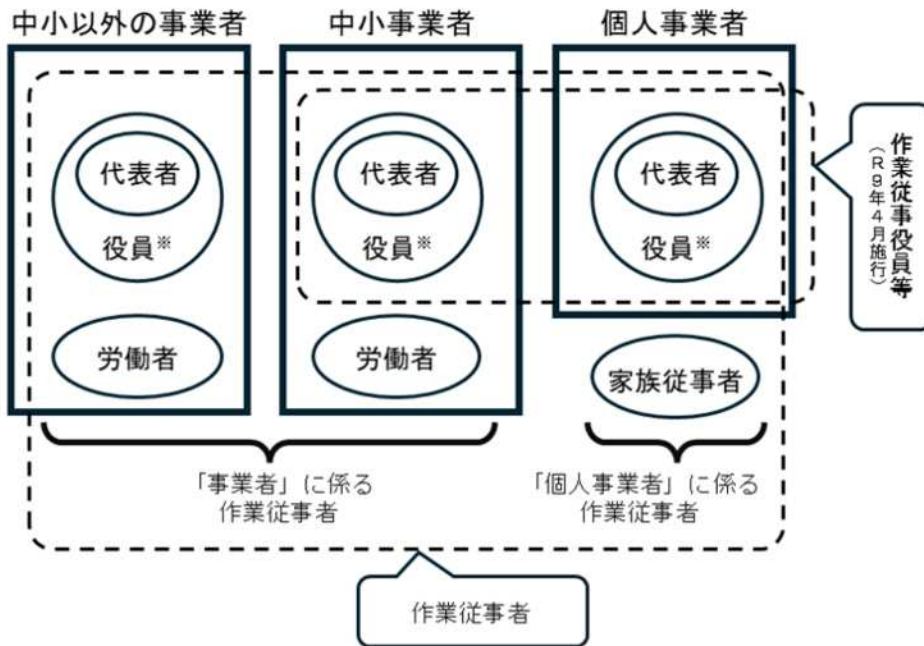 中小以外の事業者
中小事業者
個人事業者
代表者
役員※
労働者
代表者
役員※
労働者
代表者
役員※
家族従事者
作業従事役員等
(R9年4月施行)
「事業者」に係る
作業従事者
「個人事業者」に係る
作業従事者
作業従事者